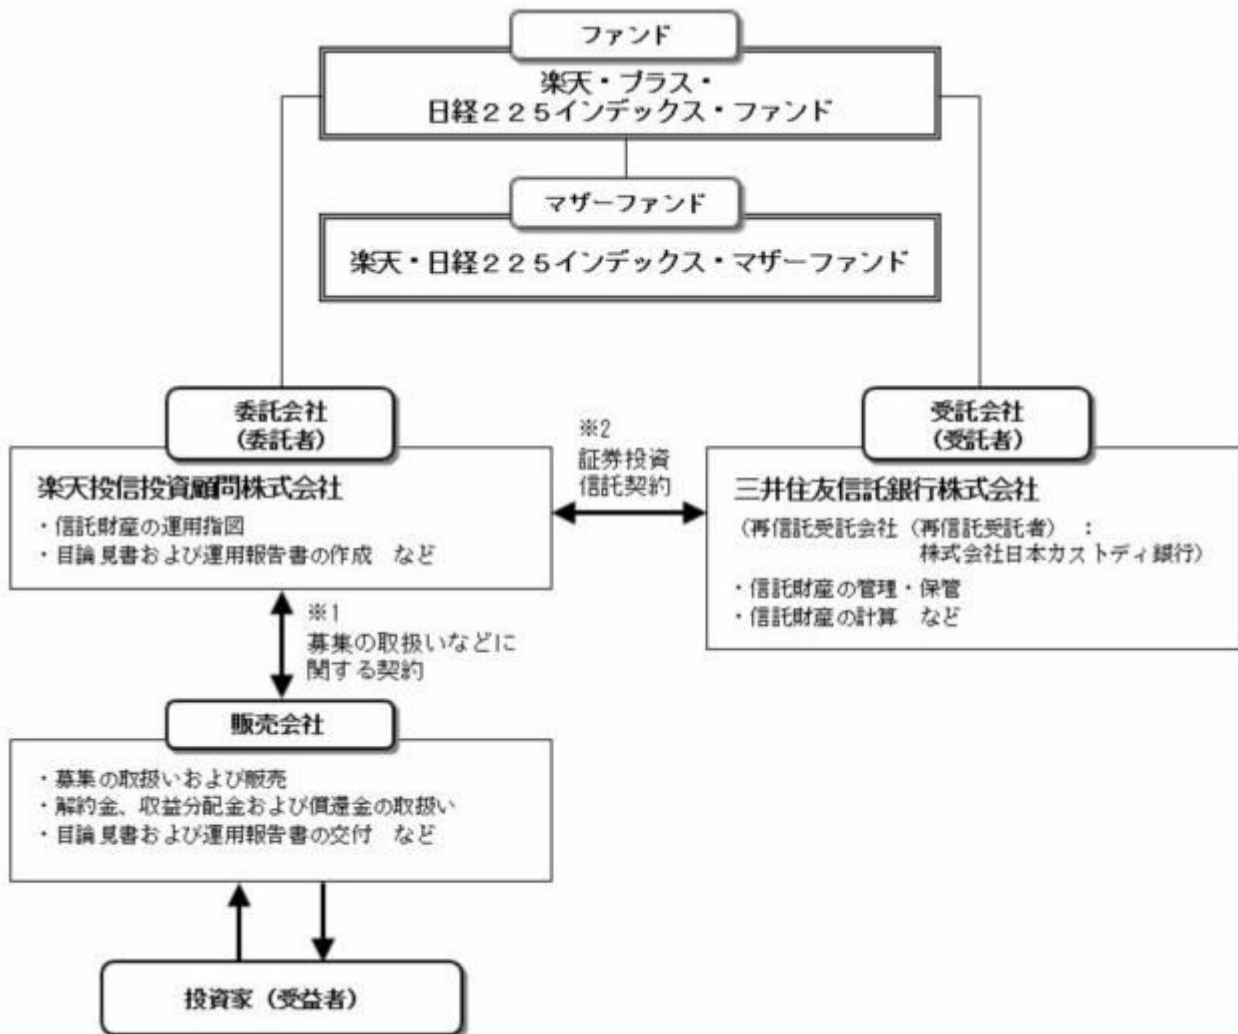 ファンド
楽天・プラス・
日経２２５インデックス・ファンド
マザーファンド
楽天・日経２２５インデックス・マザーファンド
委託会社
(委託者)
楽天投信投資顧問株式会社
・信託財産の運用指図
・目論見書および運用報告書の作成　など
※2
証券投資
信託契約
受託会社
(受託者)
三井住友信託銀行株式会社
(再信託受託会社（再信託受託者）　：
株式会社日本カストディ銀行)
・信託財産の管理・保管
・信託財産の計算　など
※1
募集の取扱いなどに
関する契約
販売会社
・募集の取扱いおよび販売
・解約金、収益分配金および償還金の取扱い
・目論見書および運用報告書の交付　など
投資家（受益者）